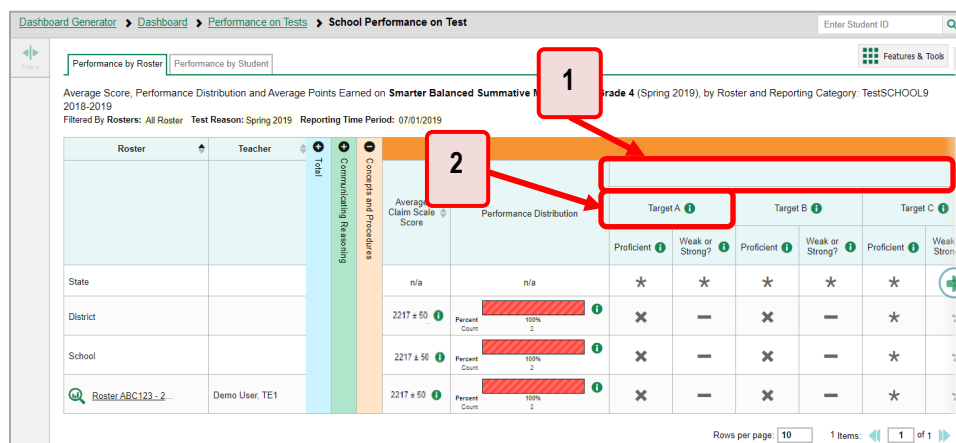 Dashboard Generator > Dashboard > Performance on Tests > School Performance on Test
Enter Student ID
Filters
Features & Tools
Performance by Roster
Performance by Student
1
Average Score, Performance Distribution and Average Points Earned on Smarter Balanced Summative M rade 4 (Spring 2019), by Roster and Reporting Category: TestSCHOOL9
2018-2019
Filtered By Rosters: All Roster Test Reason: Spring 2019 Reporting Time Period: 07/01/2019
2
Roster
Teacher
Total
Communicating Reasoning
Concepts and Procedures
Average
Claim Scale
Score
Performance Distribution
Target A
Target B
Target C
Proficient
Weak or
Strong?
Proficient
Weak or
Strong?
Proficient
Weak
Stron
State
n/a
n/a
* * * * *
District
2217 ± 50
Percent 100%
Count 2
School
2217 ± 50
Percent 100%
Count 2
Roster ABC123 - 2...
Demo User, TE1
2217 ± 50
Percent 100%
Count 2
Rows per page: 10
1 Items:
1 of 1